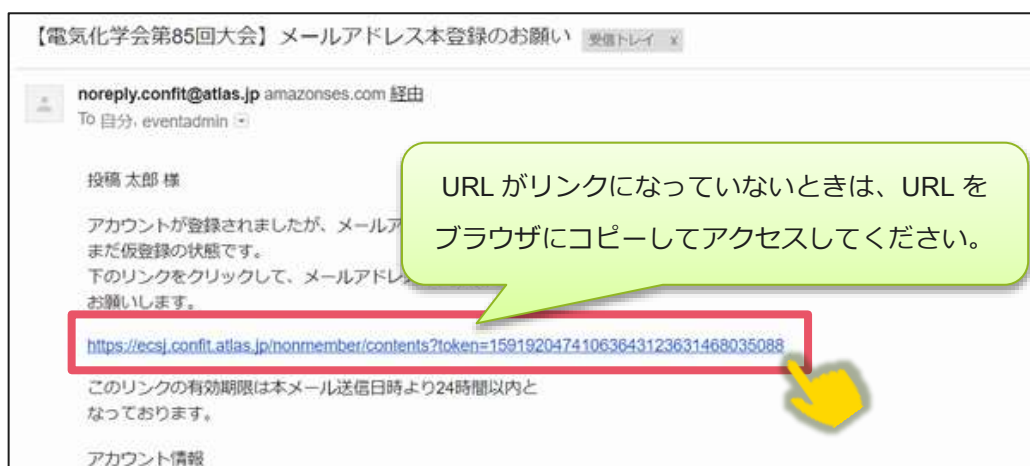 【電気化学会第85回大会】メールアドレス本登録のお願い 受信トレイ x
noreply.confit@atlas.jp amazonses.com 経由
To 自分、eventadmin
投稿 太郎 様
URL がリンクになっていないときは、URL を
ブラウザにコピーしてアクセスしてください。
アカウントが登録されましたが、メールア
まだ仮登録の状態です。
下のリンクをクリックして、メールアドレ
お願いします。
https://ecsj.confit.atlas.jp/nonmember/contents?token=15919204741063643123631468035088
このリンクの有効期限は本メール送信日時より24時間以内と
なっております。
アカウント情報